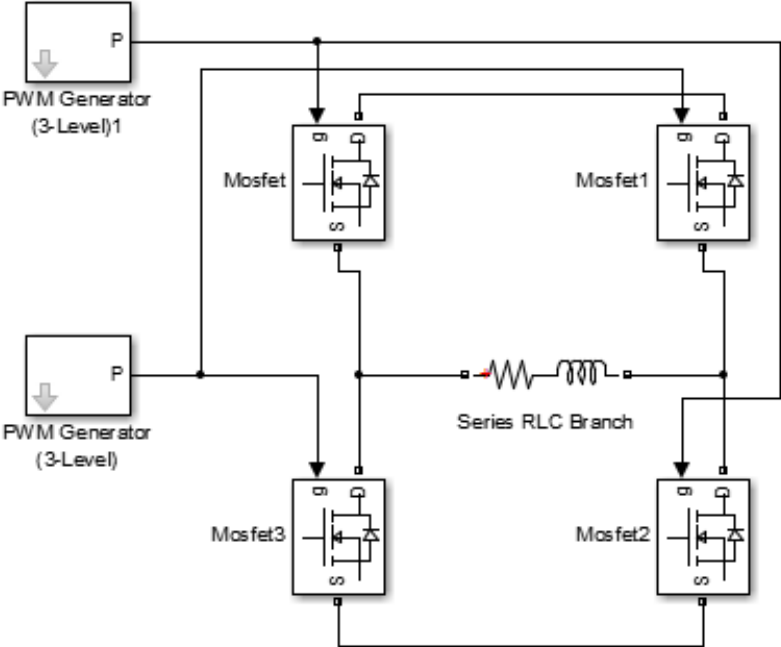 P
PWM Generator
(3-Level)1
g D
Mosfet
S
g D
Mosfet1
S
P
PWM Generator
(3-Level)
Series RLC Branch
g D
Mosfet3
S
g D
Mosfet2
S